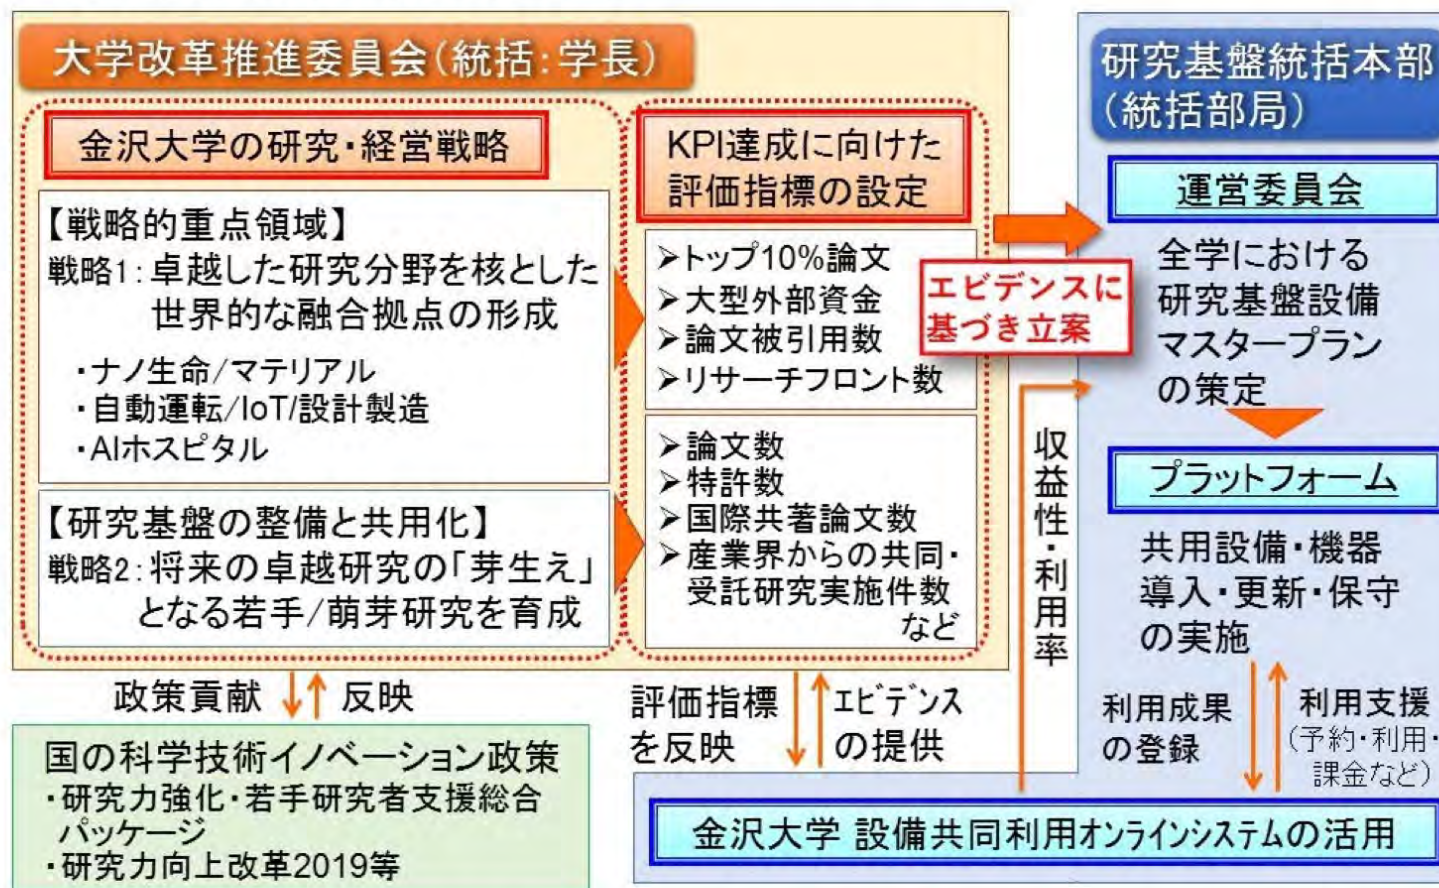 大学改革推進委員会（統括：学長）
金沢大学の研究・経営戦略
【戦略的重点領域】
戦略1：卓越した研究分野を核とした
世界的な融合拠点の形成
・ナノ生命/マテリアル
・自動運転/IoT/設計製造
・AIホスピタル
【研究基盤の整備と共用化】
戦略2：将来の卓越研究の「芽生え」
となる若手/萌芽研究を育成
KPI達成に向けた
評価指標の設定
➢トップ10%論文
➢大型外部資金
➢論文被引用数
➢リサーチフロント数
➢論文数
➢特許数
➢国際共著論文数
➢産業界からの共同・
受託研究実施件数
など
エビデンスに
基づき立案
研究基盤統括本部
（統括部局）
運営委員会
全学における
研究基盤設備
マスタープラン
の策定
プラットフォーム
共用設備・機器
導入・更新・保守
の実施
収益性・利用率
政策貢献
反映
評価指標
を反映
エビデンス
の提供
利用成果
の登録
利用支援
（予約・利用・
課金など）
国の科学技術イノベーション政策
・研究力強化・若手研究者支援総合
パッケージ
・研究力向上改革2019等
金沢大学 設備共同利用オンラインシステムの活用